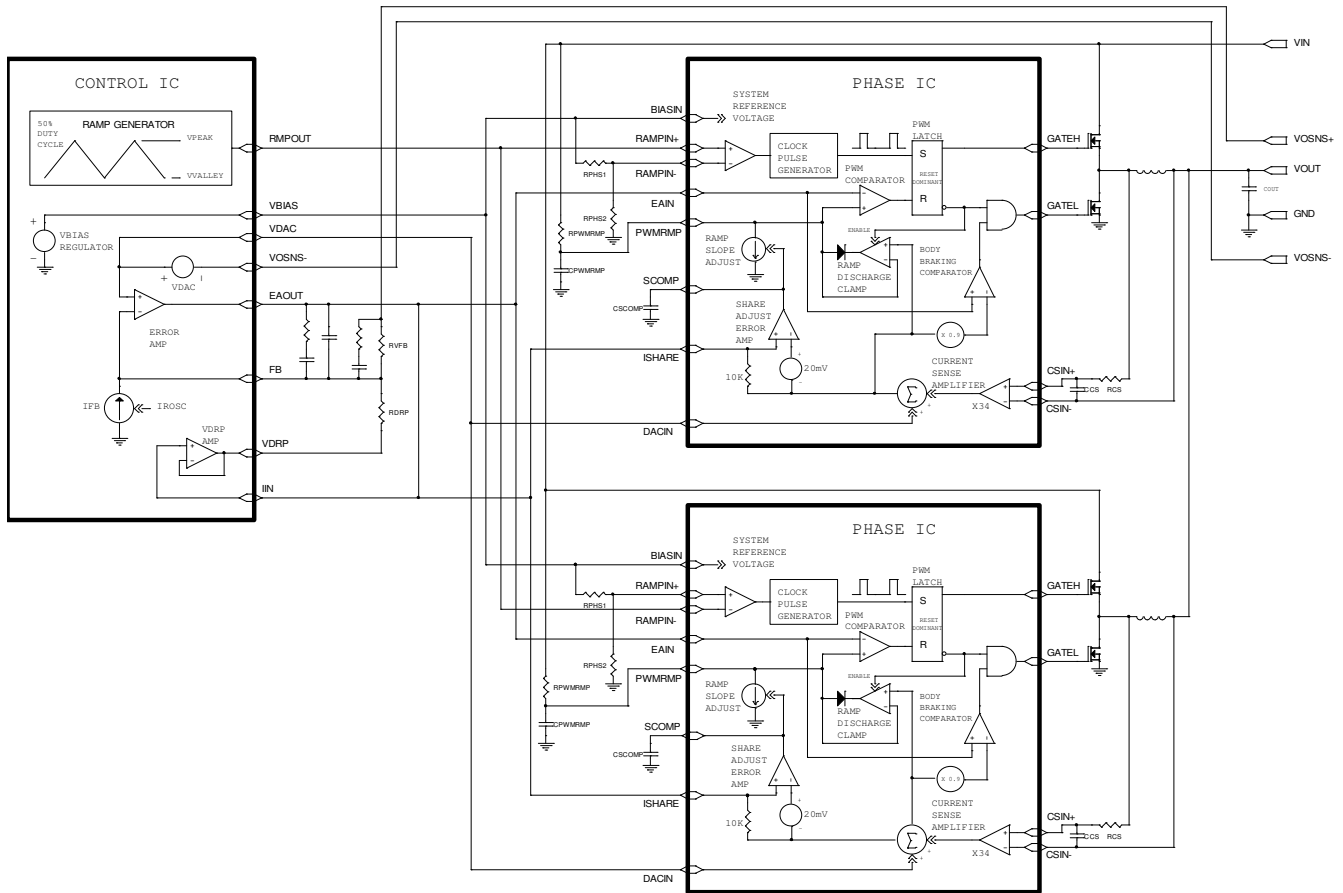 CONTROL IC
50%
DUTY
CYCLE
RAMP GENERATOR
VPEAK
VVALLEY
RMPOUT
+
VBIAS
REGULATOR
-
VBIAS
VDAC
VOSNS-
+
-
VDAC
EAOUT
+
-
ERROR
AMP
RVFB
FB
IFB
IROSC
RDRP
VDRP
AMP
+
-
VDRP
IIN
PHASE IC
BIASIN
SYSTEM
REFERENCE
VOLTAGE
RAMPIN+
RAMPIN-
RPHS1
RPHS2
+
-
CLOCK
PULSE
GENERATOR
PWM
LATCH
S
RESET
DOMINANT
R
PWM
COMPARATOR
-
+
EAIN
PWMRMP
RPWMRMP
CPWMRMP
RAMP
SLOPE
ADJUST
ENABLE
+
-
RAMP
DISCHARGE
CLAMP
BODY
BRAKING
COMPARATOR
+
-
SCOMP
CSCOMP
SHARE
ADJUST
ERROR
AMP
+
-
X 0.9
ISHARE
10K
+
20mV
-
CURRENT
SENSE
AMPLIFIER
Σ
+
+
X34
+
-
DACIN
CSIN+
CCS
RCS
CSIN-
GATEH
GATEL
VIN
VOSNS+
VOUT
COUT
GND
VOSNS-
PHASE IC
BIASIN
SYSTEM
REFERENCE
VOLTAGE
RAMPIN+
RAMPIN-
RPHS1
RPHS2
+
-
CLOCK
PULSE
GENERATOR
PWM
LATCH
S
RESET
DOMINANT
R
PWM
COMPARATOR
-
+
EAIN
PWMRMP
RPWMRMP
CPWMRMP
RAMP
SLOPE
ADJUST
ENABLE
+
-
RAMP
DISCHARGE
CLAMP
BODY
BRAKING
COMPARATOR
+
-
SCOMP
CSCOMP
SHARE
ADJUST
ERROR
AMP
+
-
X 0.9
ISHARE
10K
+
20mV
-
CURRENT
SENSE
AMPLIFIER
Σ
+
+
X34
+
-
DACIN
CSIN+
CCS
RCS
CSIN-
GATEH
GATEL